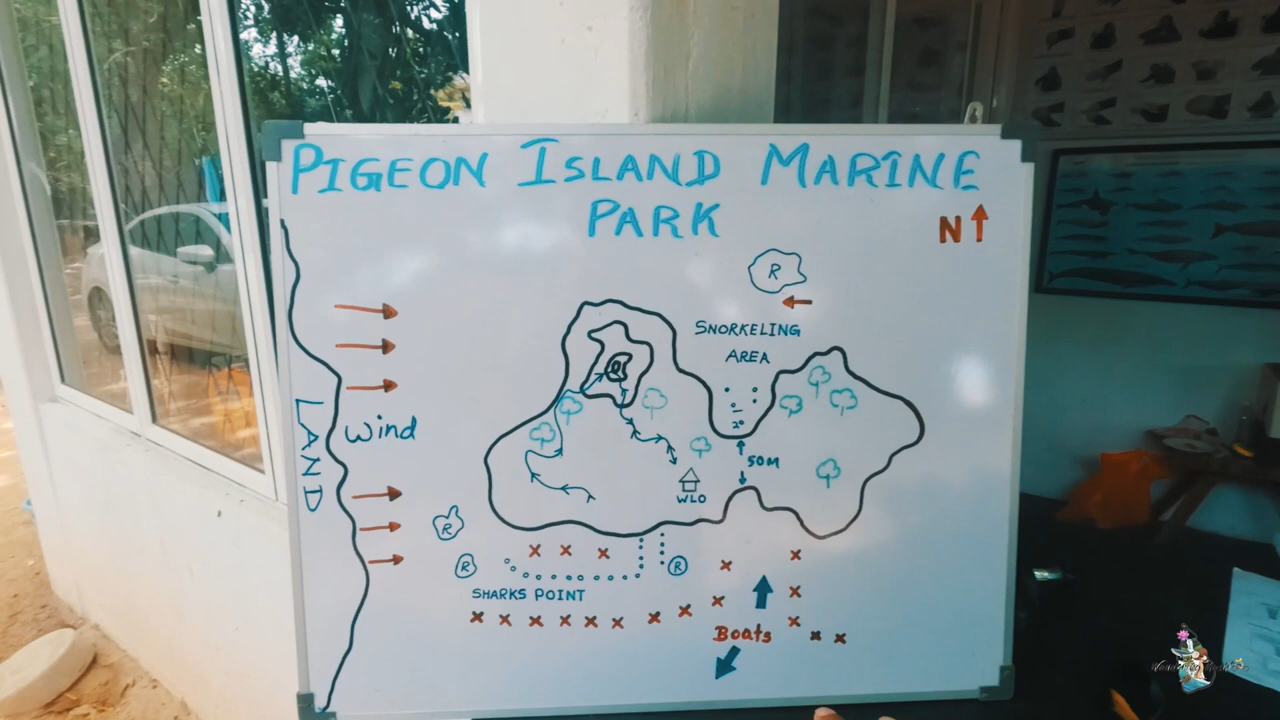 PIGEON ISLAND MARINE
PARK
N
R
SNORKELING
AREA
LAND
Wind
50M
WLO
R
R
R
SHARKS POINT
Boats